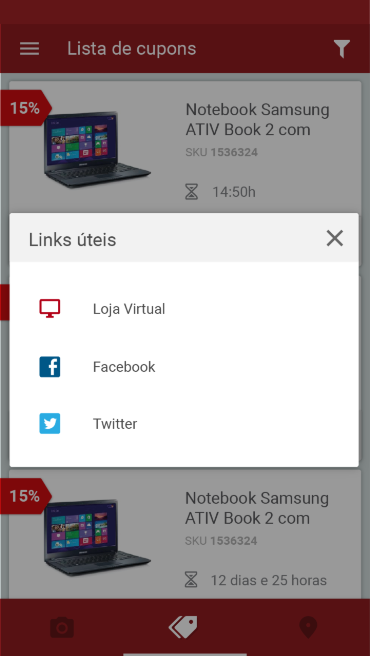 Lista de cupons
15%
Notebook Samsung
ATIV Book 2 com
SKU 1536324
14:50h
Links úteis
Loja Virtual
Facebook
Twitter
15%
Notebook Samsung
ATIV Book 2 com
SKU 1536324
12 dias e 25 horas